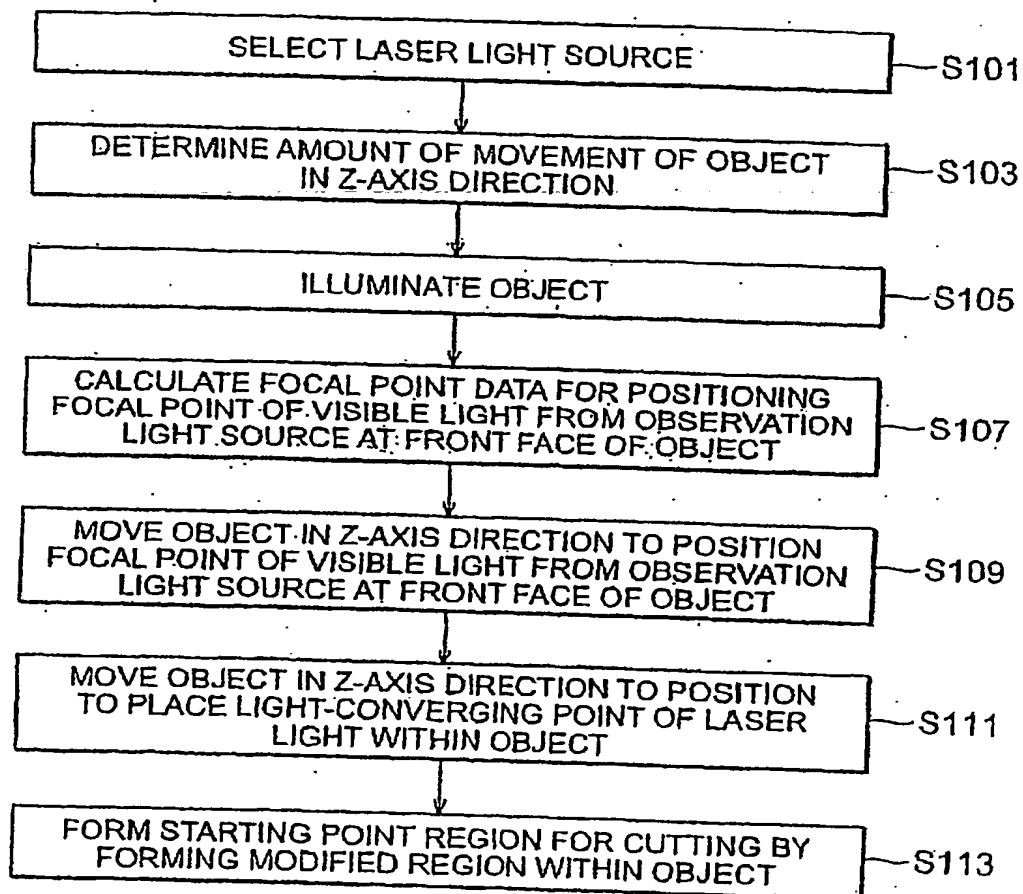 SELECT LASER LIGHT SOURCE
S101
DETERMINE AMOUNT OF MOVEMENT OF OBJECT
IN Z-AXIS DIRECTION
S103
ILLUMINATE OBJECT
S105
CALCULATE FOCAL POINT DATA FOR POSITIONING
FOCAL POINT OF VISIBLE LIGHT FROM OBSERVATION
LIGHT SOURCE AT FRONT FACE OF OBJECT
S107
MOVE OBJECT IN Z-AXIS DIRECTION TO POSITION
FOCAL POINT OF VISIBLE LIGHT FROM OBSERVATION
LIGHT SOURCE AT FRONT FACE OF OBJECT
S109
MOVE OBJECT IN Z-AXIS DIRECTION TO POSITION
TO PLACE LIGHT-CONVERGING POINT OF LASER
LIGHT WITHIN OBJECT
S111
FORM STARTING POINT REGION FOR CUTTING BY
FORMING MODIFIED REGION WITHIN OBJECT
S113